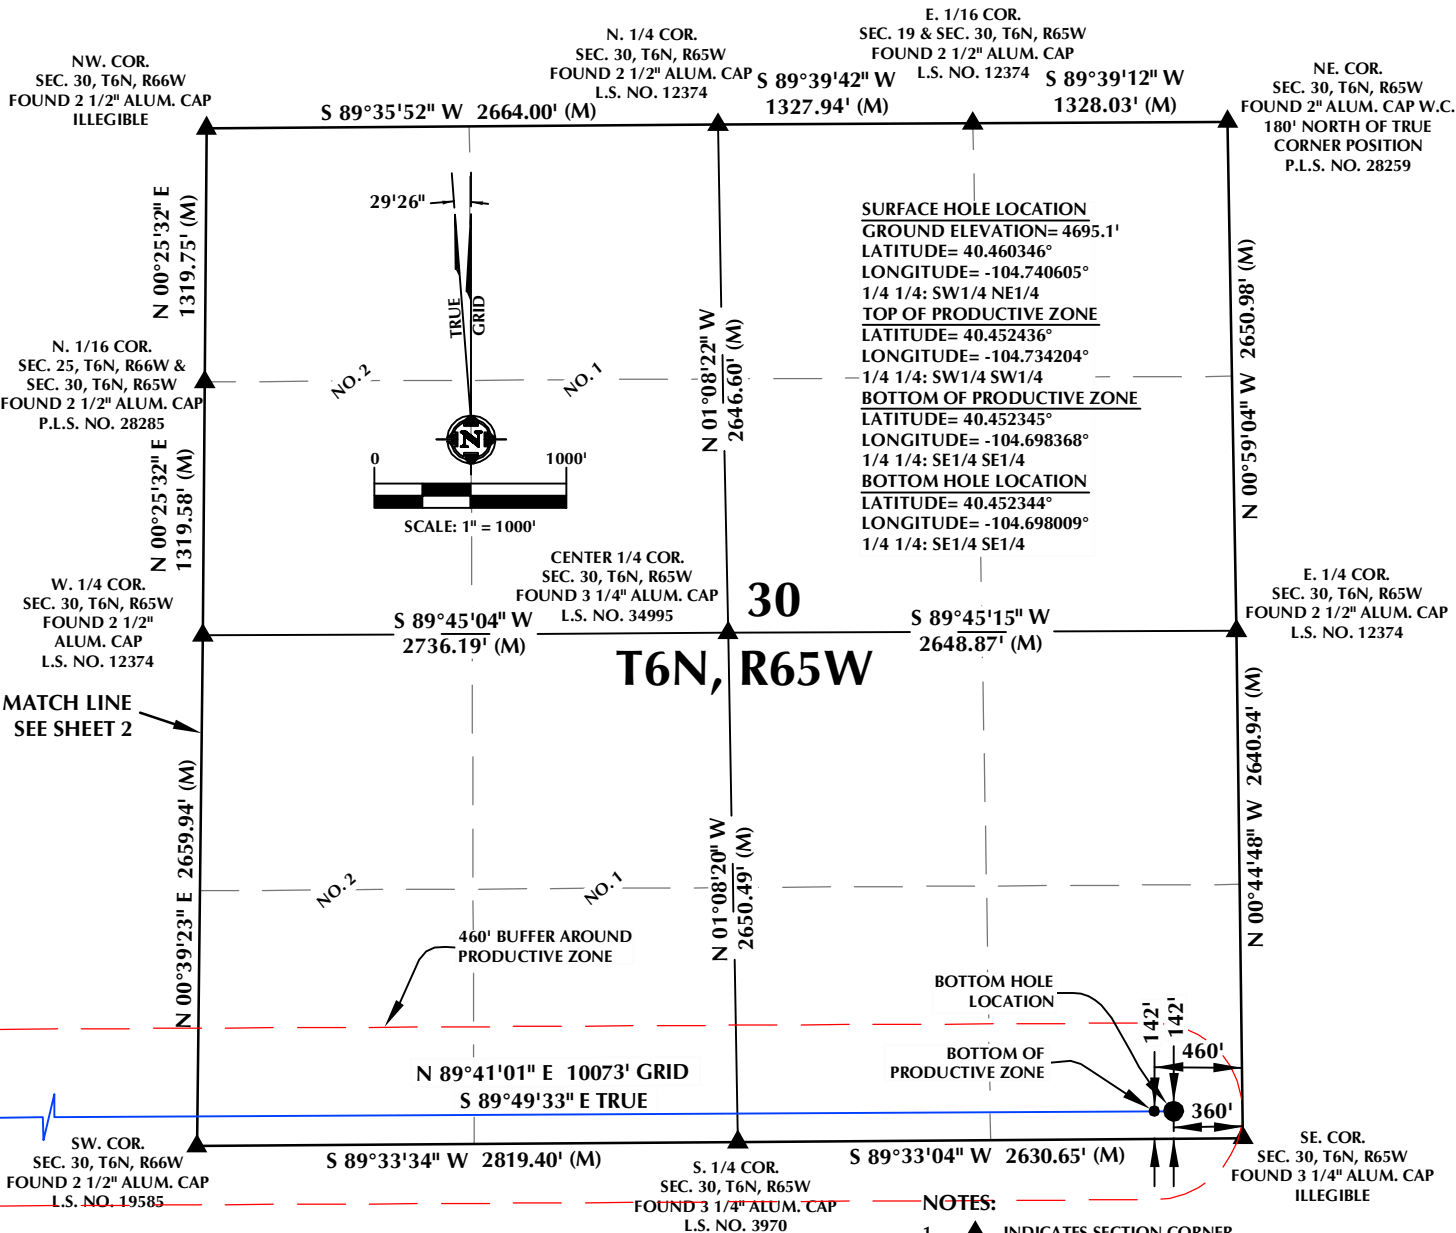 NW. COR.
SEC. 30, T6N, R66W
FOUND 2 1/2" ALUM. CAP
ILLEGIBLE
N. 1/4 COR.
SEC. 30, T6N, R65W
FOUND 2 1/2" ALUM. CAP
L.S. NO. 12374
E. 1/16 COR.
SEC. 19 & SEC. 30, T6N, R65W
FOUND 2 1/2" ALUM. CAP
L.S. NO. 12374
NE. COR.
SEC. 30, T6N, R65W
FOUND 2" ALUM. CAP W.C.
180' NORTH OF TRUE
CORNER POSITION
P.L.S. NO. 28259
S 89°35'52" W 2664.00' (M)
S 89°39'42" W
1327.94' (M)
S 89°39'12" W
1328.03' (M)
N 00°25'32" E
1319.75' (M)
29'26"
TRUE
GRID
N
0
1000'
SCALE: 1" = 1000'
SURFACE HOLE LOCATION
GROUND ELEVATION= 4695.1'
LATITUDE= 40.460346°
LONGITUDE= -104.740605°
1/4 1/4: SW1/4 NE1/4
TOP OF PRODUCTIVE ZONE
LATITUDE= 40.452436°
LONGITUDE= -104.734204°
1/4 1/4: SW1/4 SW1/4
BOTTOM OF PRODUCTIVE ZONE
LATITUDE= 40.452345°
LONGITUDE= -104.698368°
1/4 1/4: SE1/4 SE1/4
BOTTOM HOLE LOCATION
LATITUDE= 40.452344°
LONGITUDE= -104.698009°
1/4 1/4: SE1/4 SE1/4
N 01°08'22" W
2646.60' (M)
N 00°59'04" W 2650.98' (M)
N. 1/16 COR.
SEC. 25, T6N, R66W &
SEC. 30, T6N, R65W
FOUND 2 1/2" ALUM. CAP
P.L.S. NO. 28285
NO. 2
NO. 1
N 00°25'32" E
1319.58' (M)
W. 1/4 COR.
SEC. 30, T6N, R65W
FOUND 2 1/2"
ALUM. CAP
L.S. NO. 12374
CENTER 1/4 COR.
SEC. 30, T6N, R65W
FOUND 3 1/4" ALUM. CAP
L.S. NO. 34995
30
T6N, R65W
S 89°45'04" W
2736.19' (M)
S 89°45'15" W
2648.87' (M)
E. 1/4 COR.
SEC. 30, T6N, R65W
FOUND 2 1/2" ALUM. CAP
L.S. NO. 12374
MATCH LINE
SEE SHEET 2
N 00°39'23" E 2659.94' (M)
N 01°08'20" W
2650.49' (M)
N 00°44'48" W 2640.94' (M)
NO. 2
NO. 1
460' BUFFER AROUND
PRODUCTIVE ZONE
BOTTOM HOLE
LOCATION
BOTTOM OF
PRODUCTIVE ZONE
142'
142'
460'
360'
N 89°41'01" E 10073' GRID
S 89°49'33" E TRUE
SW. COR.
SEC. 30, T6N, R66W
FOUND 2 1/2" ALUM. CAP
L.S. NO. 19585
S 89°33'34" W 2819.40' (M)
S. 1/4 COR.
SEC. 30, T6N, R65W
FOUND 3 1/4" ALUM. CAP
L.S. NO. 3970
S 89°33'04" W 2630.65' (M)
SE. COR.
SEC. 30, T6N, R65W
FOUND 3 1/4" ALUM. CAP
ILLEGIBLE
NOTES:
1. INDICATES SECTION CORNER